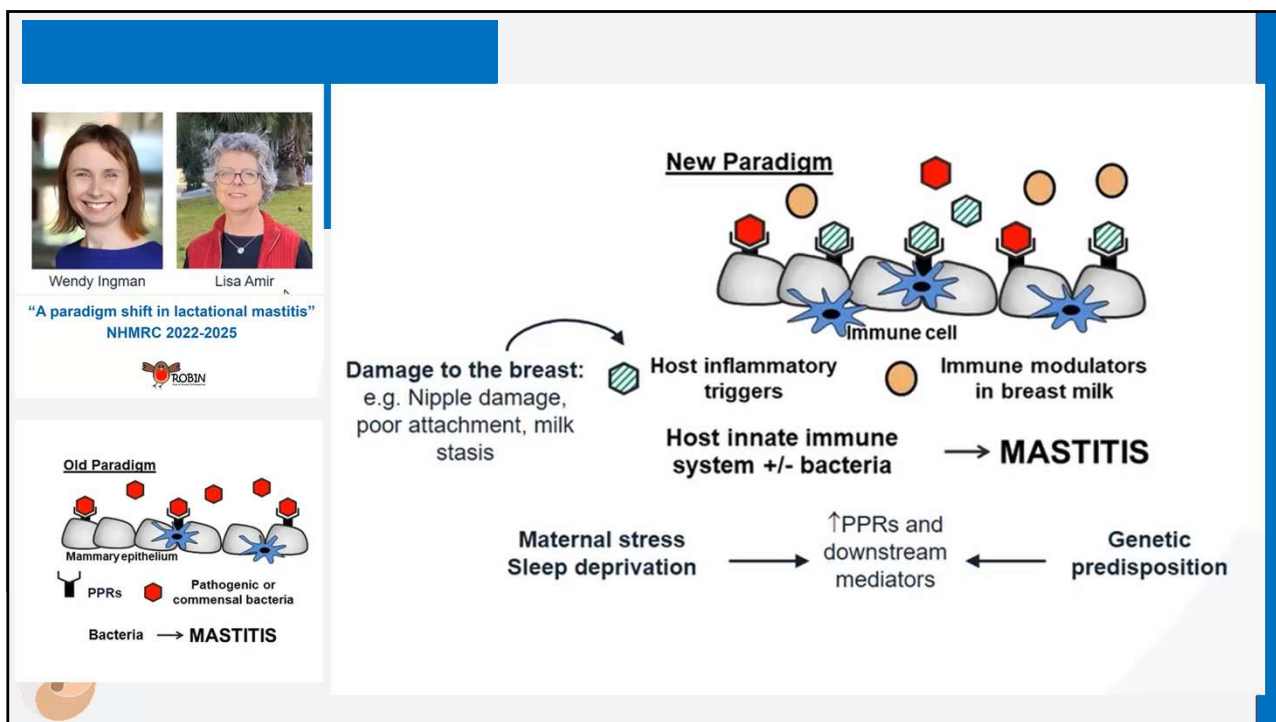 Wendy Ingman
Lisa Amir
“A paradigm shift in lactational mastitis”
NHMRC 2022-2025
ROBIN
Old Paradigm
Mammary epithelium
PPRs
Pathogenic or
commensal bacteria
Bacteria → MASTITIS
New Paradigm
Immune cell
Damage to the breast:
e.g. Nipple damage,
poor attachment, milk
stasis
Host inflammatory
triggers
Immune modulators
in breast milk
Host innate immune
system +/- bacteria
→ MASTITIS
Maternal stress
Sleep deprivation
↑PPRs and
downstream
mediators
Genetic
predisposition